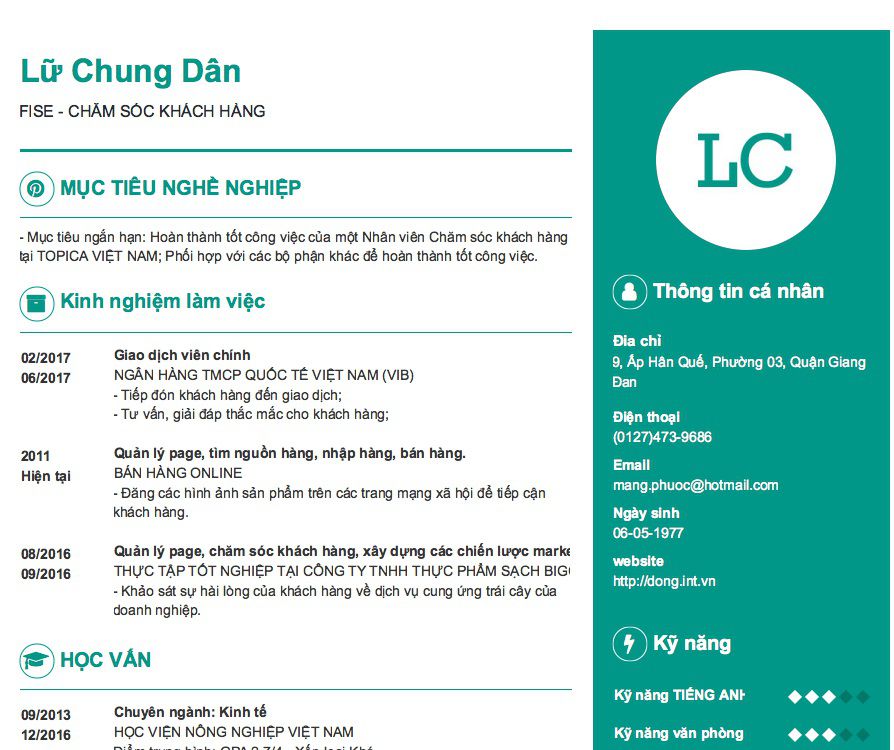 Lữ Chung Dân
FISE - CHĂM SÓC KHÁCH HÀNG
MỤC TIÊU NGHỀ NGHIỆP
- Mục tiêu ngắn hạn: Hoàn thành tốt công việc của một Nhân viên Chăm sóc khách hàng
tại TOPICA VIỆT NAM; Phối hợp với các bộ phận khác để hoàn thành tốt công việc.
Kinh nghiệm làm việc
02/2017
06/2017
Giao dịch viên chính
NGÂN HÀNG TMCP QUỐC TẾ VIỆT NAM (VIB)
- Tiếp đón khách hàng đến giao dịch;
- Tư vấn, giải đáp thắc mắc cho khách hàng;
2011
Hiện tại
Quản lý page, tìm nguồn hàng, nhập hàng, bán hàng.
BÁN HÀNG ONLINE
- Đăng các hình ảnh sản phẩm trên các trang mạng xã hội để tiếp cận
khách hàng.
08/2016
09/2016
Quản lý page, chăm sóc khách hàng, xây dựng các chiến lược marke
THỰC TẬP TỐT NGHIỆP TẠI CÔNG TY TNHH THỰC PHẨM SẠCH BIG
- Khảo sát sự hài lòng của khách hàng về dịch vụ cung ứng trái cây của
doanh nghiệp.
HỌC VẤN
09/2013
12/2016
Chuyên ngành: Kinh tế
HỌC VIỆN NÔNG NGHIỆP VIỆT NAM
LC
Thông tin cá nhân
Địa chỉ
9, Ấp Hân Quế, Phường 03, Quận Giang
Đan
Điện thoại
(0127)473-9686
Email
mang.phuoc@hotmail.com
Ngày sinh
06-05-1977
website
http://dong.int.vn
Kỹ năng
Kỹ năng TIẾNG ANH
Kỹ năng văn phòng